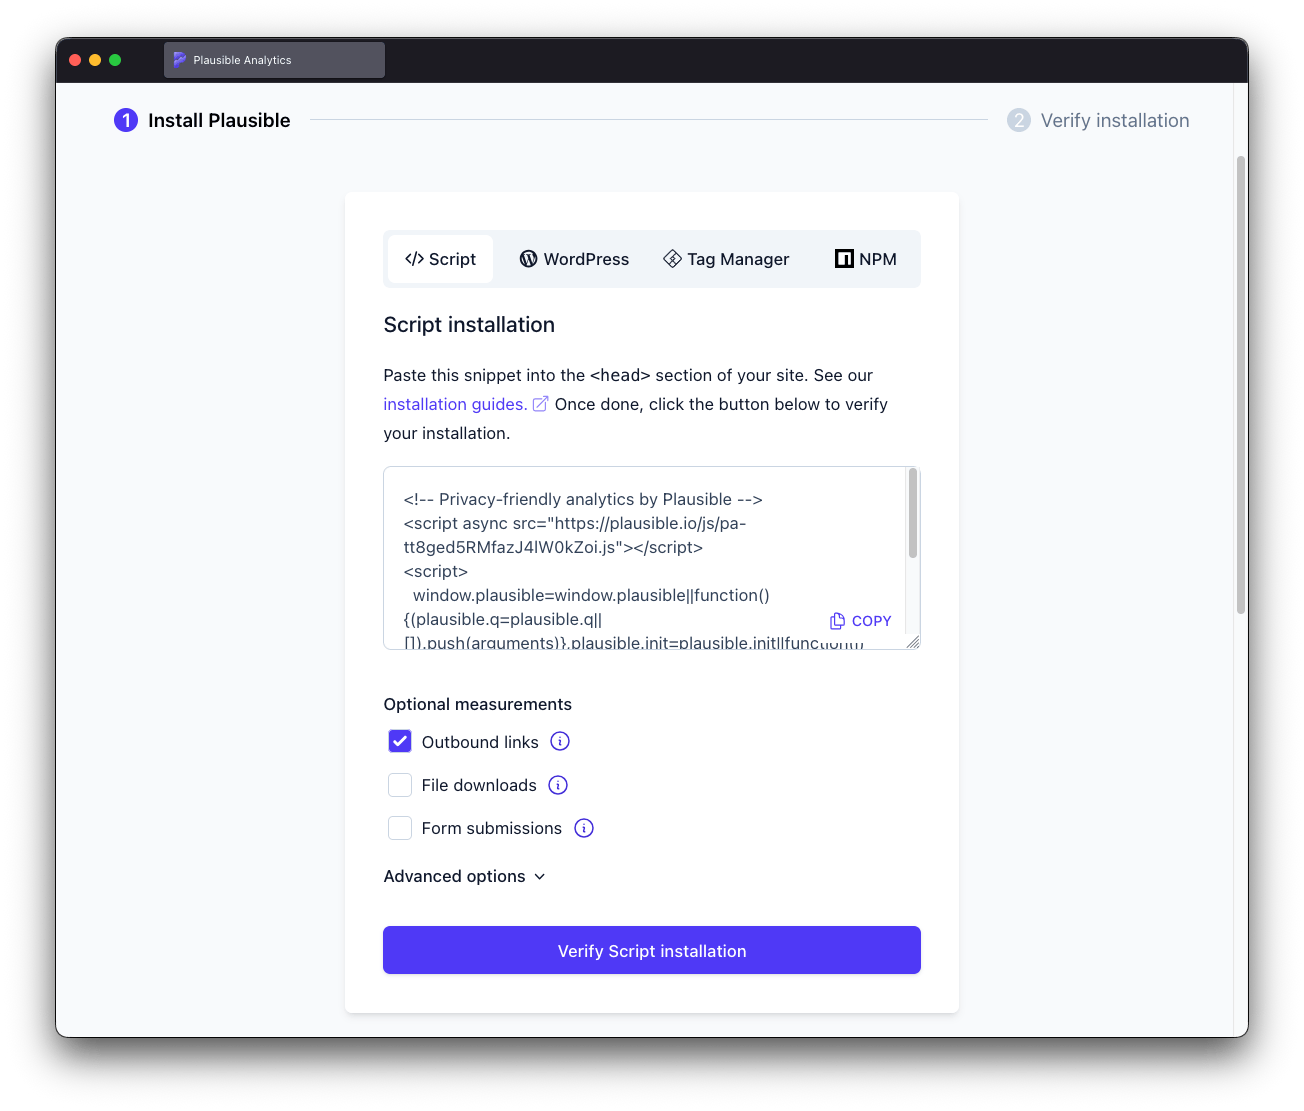 Plausible Analytics
1 Install Plausible
2 Verify installation
</> Script
WordPress
Tag Manager
NPM
Script installation
Paste this snippet into the <head> section of your site. See our
installation guides. Once done, click the button below to verify
your installation.
<!-- Privacy-friendly analytics by Plausible -->
<script async src="https://plausible.io/js/pa-
tt8ged5RMfazJ4lW0kZoi.js"></script>
<script>
window.plausible=window.plausible||function()
{(plausible.q=plausible.q||
[]).push(arguments)},plausible.init=plausible.init||function()
COPY
Optional measurements
Outbound links
File downloads
Form submissions
Advanced options
Verify Script installation